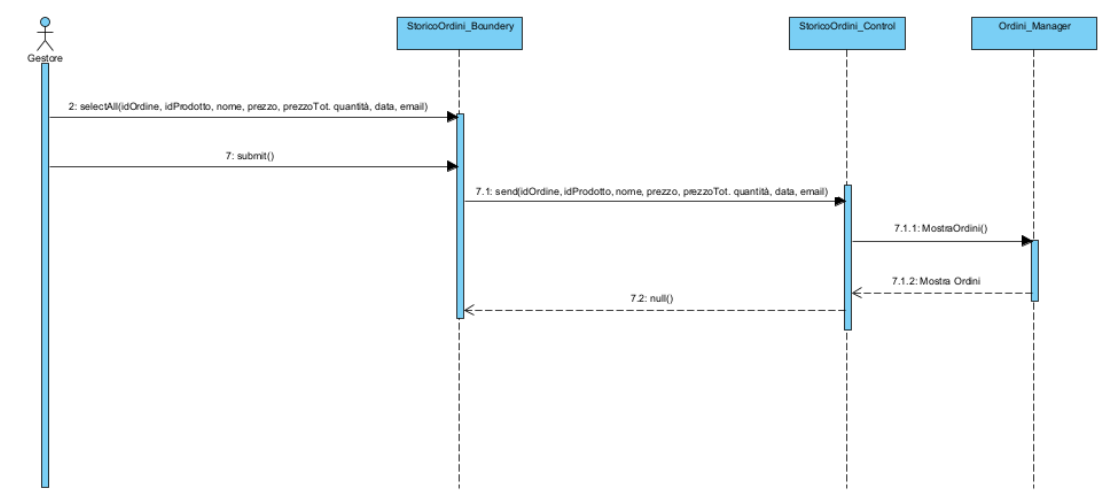 StoricoOrdini_Boundery
StoricoOrdini_Control
Ordini_Manager
Gestore
2: selectAll(idOrdine, idProdotto, nome, prezzo, prezzoTot. quantità, data, email)
7: submit()
7.1: send(idOrdine, idProdotto, nome, prezzo, prezzoTot. quantità, data, email)
7.1.1: MostraOrdini()
7.1.2: Mostra Ordini
7.2: null()